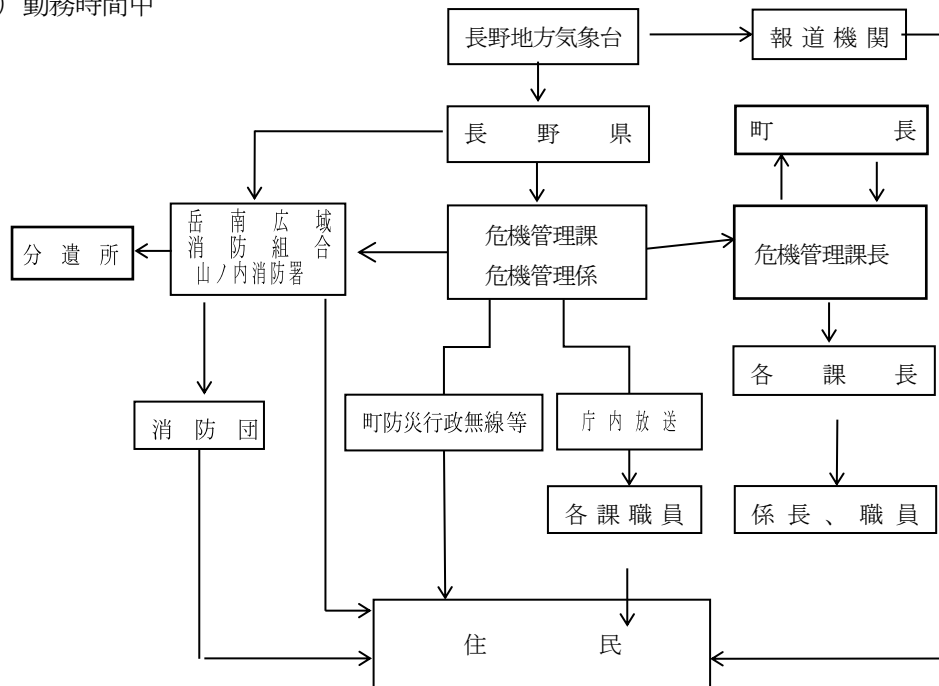 ）勤務時間中
長野地方気象台
報道機関
長野県
町長
岳南広域
消防組合
山ノ内消防署
分遣所
危機管理課
危機管理係
危機管理課長
各課長
消防団
町防災行政無線等
庁内放送
各課職員
係長、職員
住民